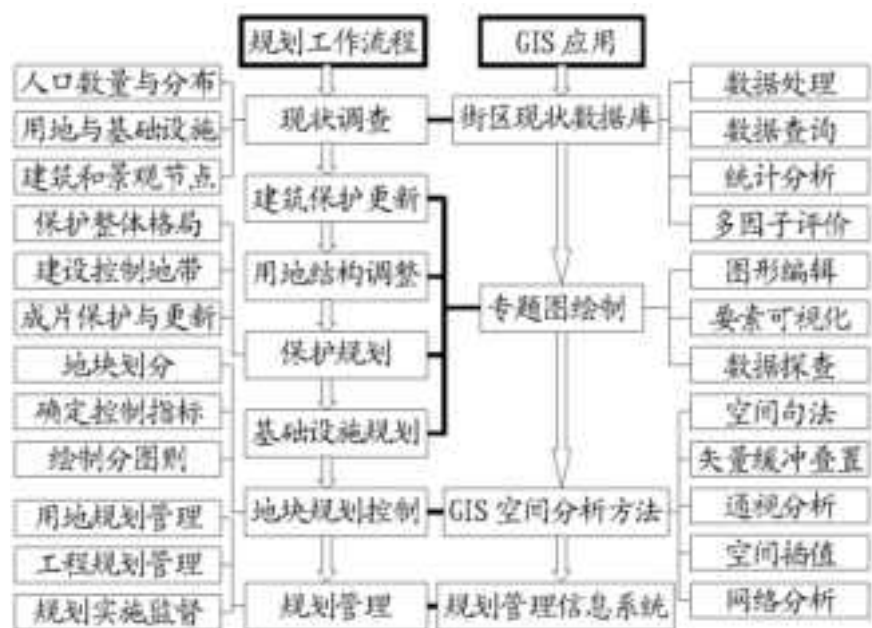 规划工作流程
GIS 应用
人口数量与分布
用地与基础设施
建筑和景观节点
保护整体格局
建设控制地带
成片保护与更新
地块划分
确定控制指标
绘制分图则
用地规划管理
工程规划管理
规划实施监督
现状调查
建筑保护更新
用地结构调整
保护规划
基础设施规划
地块规划控制
规划管理
街区现状数据库
专题图绘制
GIS 空间分析方法
规划管理信息系统
数据处理
数据查询
统计分析
多因子评价
图形编辑
要素可视化
数据探查
空间句法
矢量缓冲叠置
通视分析
空间插值
网络分析